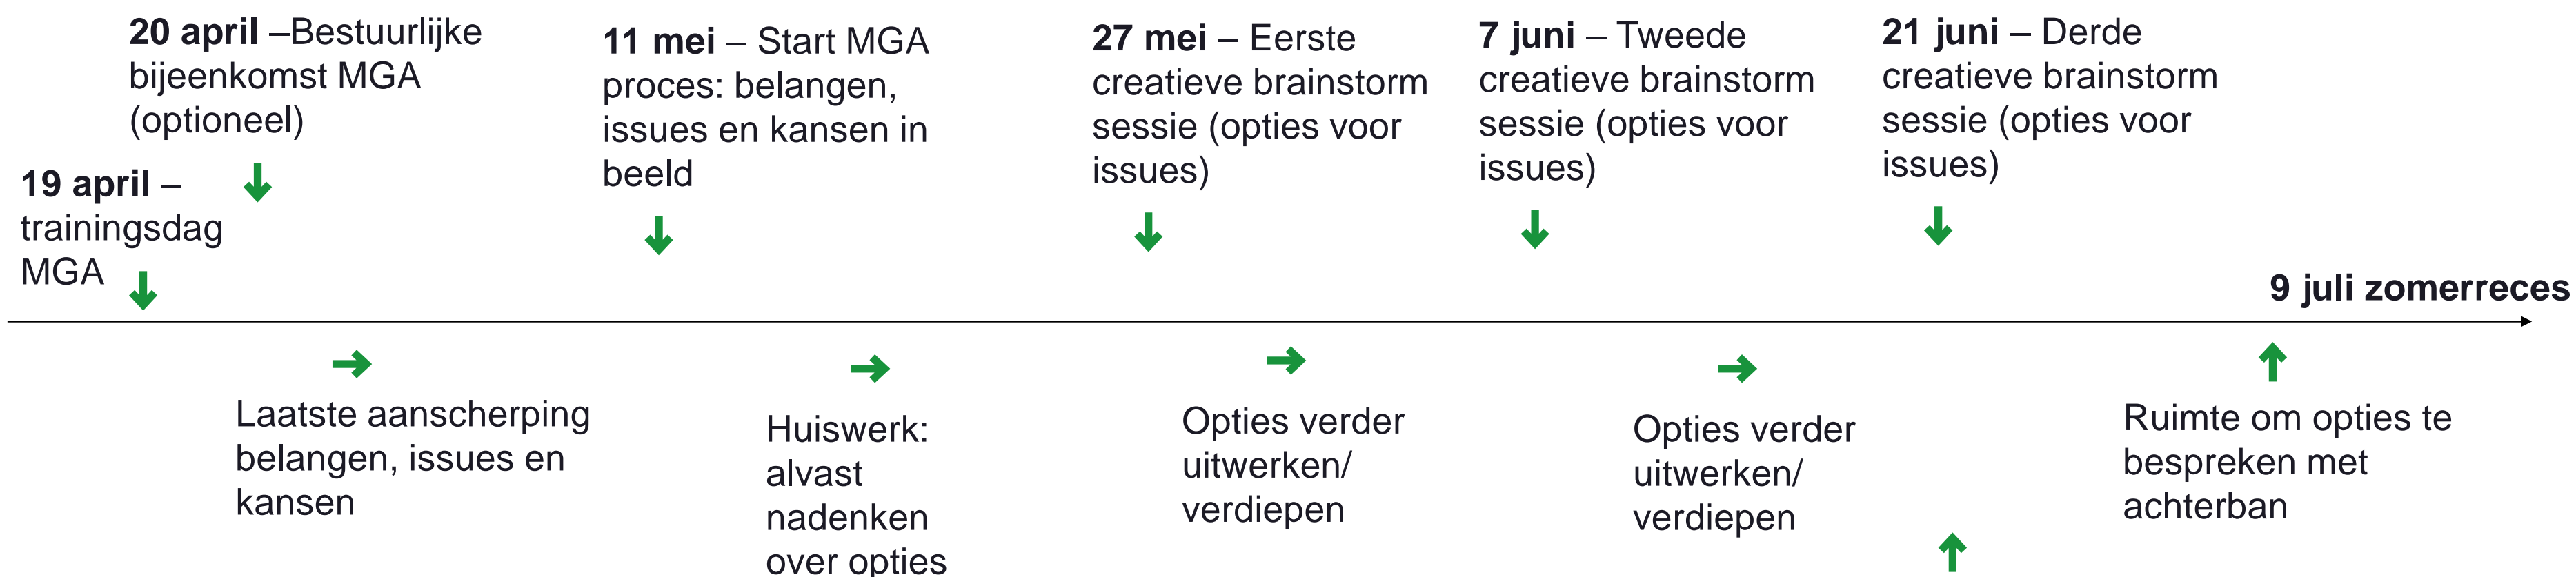 20 april –Bestuurlijke
bijeenkomst MGA
(optioneel)
19 april –
trainingsdag
MGA
11 mei – Start MGA
proces: belangen,
issues en kansen in
beeld
27 mei – Eerste
creatieve brainstorm
sessie (opties voor
issues)
7 juni – Tweede
creatieve brainstorm
sessie (opties voor
issues)
21 juni – Derde
creatieve brainstorm
sessie (opties voor
issues)
9 juli zomerreces
Laatste aanscherping
belangen, issues en
kansen
Huiswerk:
alvast
nadenken
over opties
Opties verder
uitwerken/
verdiepen
Opties verder
uitwerken/
verdiepen
Ruimte om opties te
bespreken met
achterban